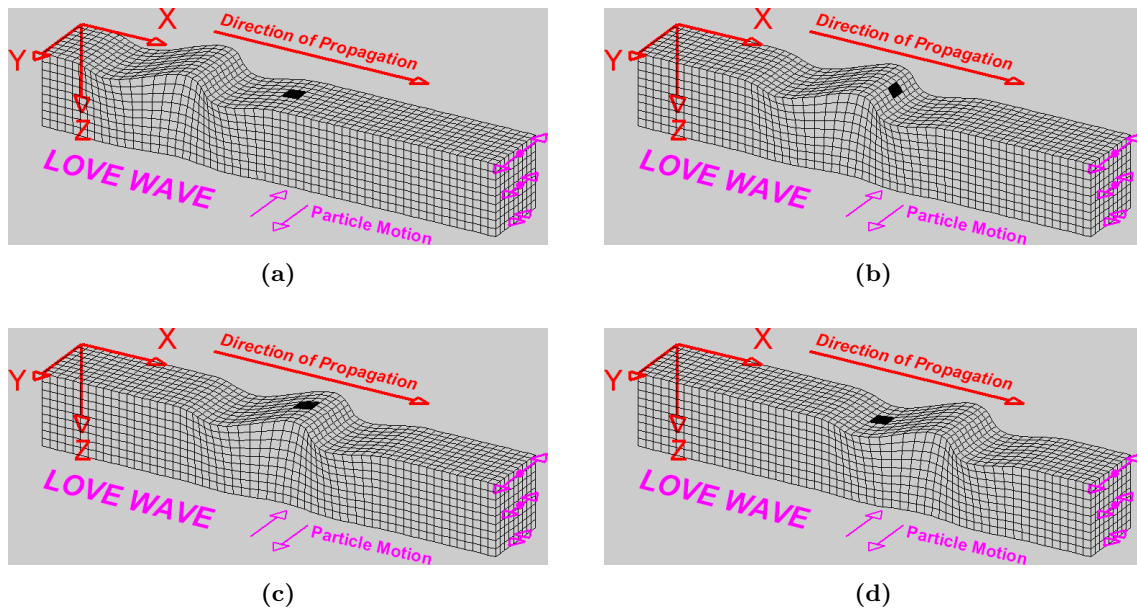 X
Direction of Propagation
Y
Z
LOVE WAVE
Particle Motion
(a)
X
Direction of Propagation
Y
Z
LOVE WAVE
Particle Motion
(b)
X
Direction of Propagation
Y
Z
LOVE WAVE
Particle Motion
(c)
X
Direction of Propagation
Y
Z
LOVE WAVE
Particle Motion
(d)